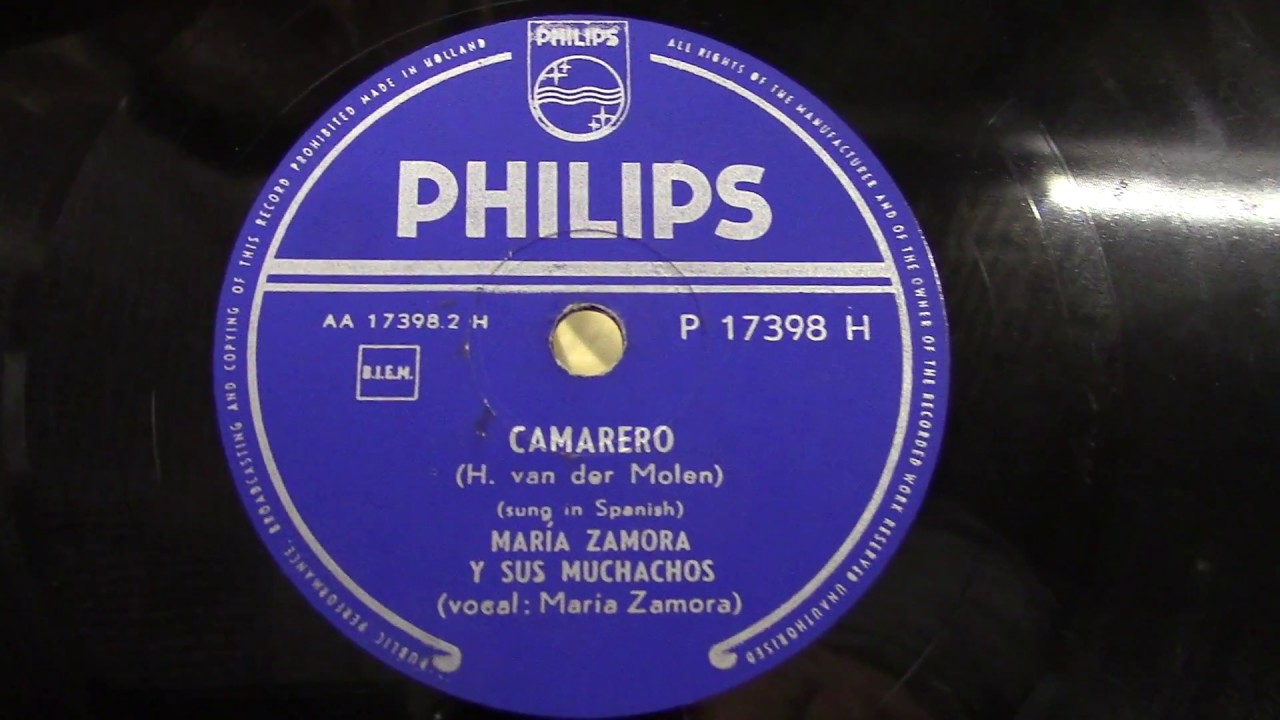 PHILIPS
ALL RIGHTS OF THE MANUFACTURER AND OF THE OWNER OF THE RECORDED WORK RESERVED UNAUTHORISED
PUBLIC PERFORMANCE, BROADCASTING AND COPYING OF THIS RECORD PROHIBITED MADE IN HOLLAND
PHILIPS
AA 17398.2 H
P 17398 H
B.I.E.M.
CAMARERO
(H. van der Molen)
(sung in Spanish)
MARÍA ZAMORA
Y SUS MUCHACHOS
(vocal: Maria Zamora)